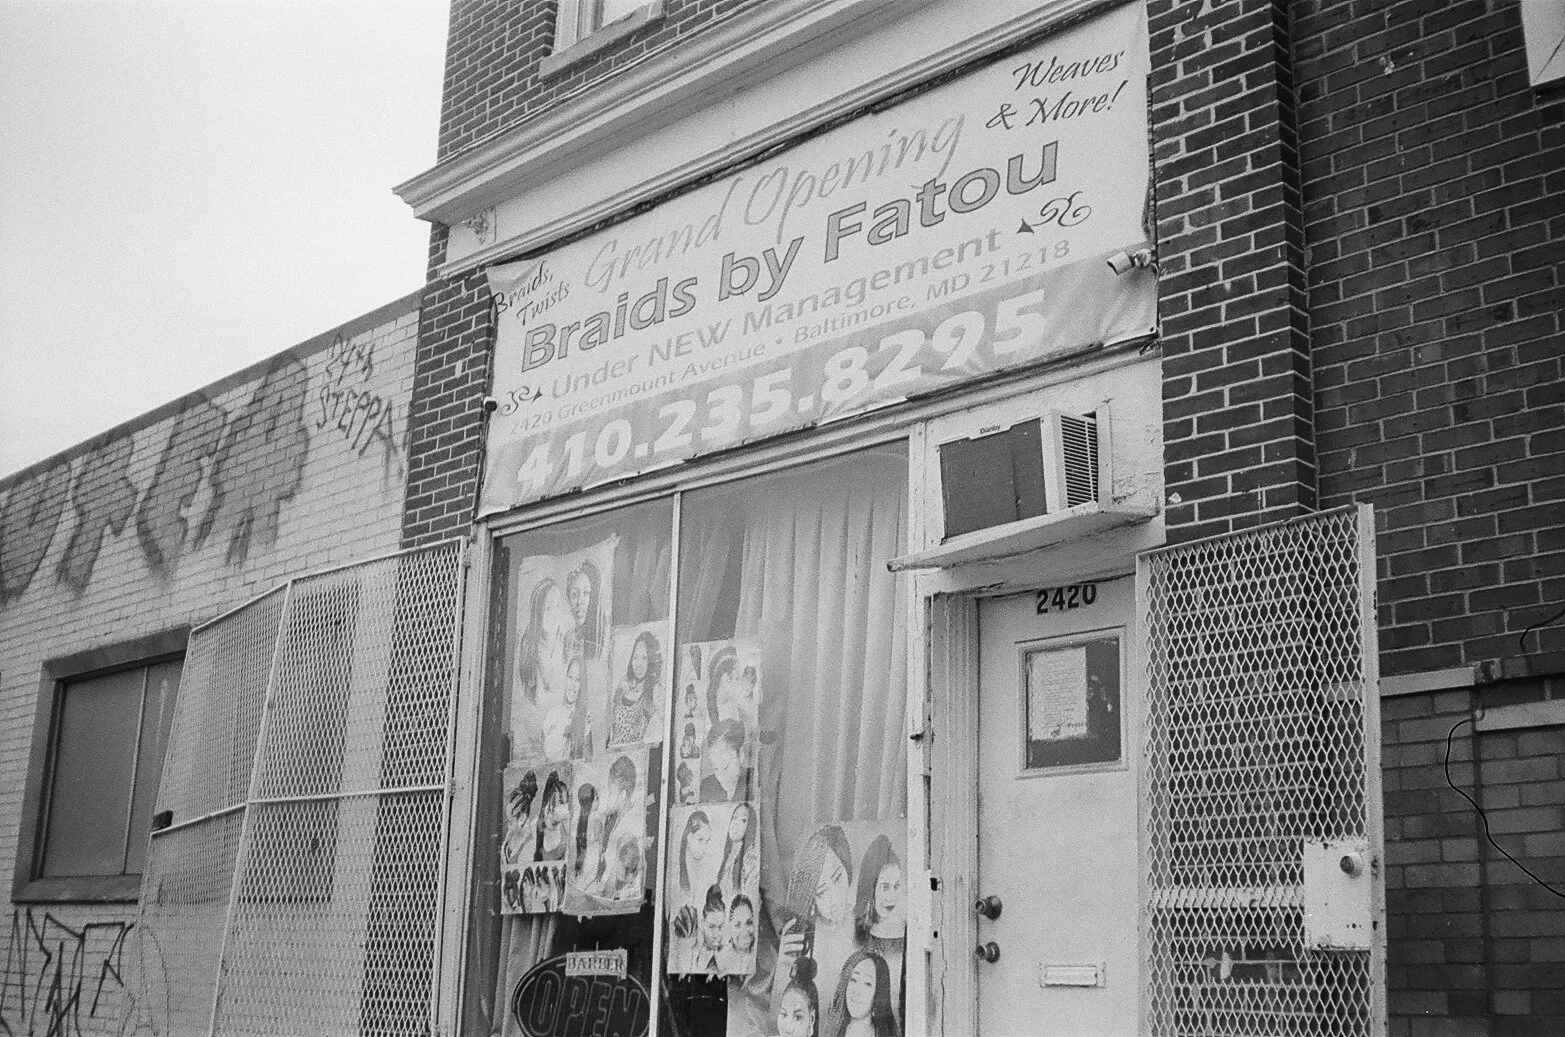 Weaves
& More!
Grand Opening
Braids,
Twists
Braids by Fatou
Under NEW Management
2420 Greenmount Avenue • Baltimore, MD 21218
410.235.8295
STEPPA
Danby
2420
OPEN